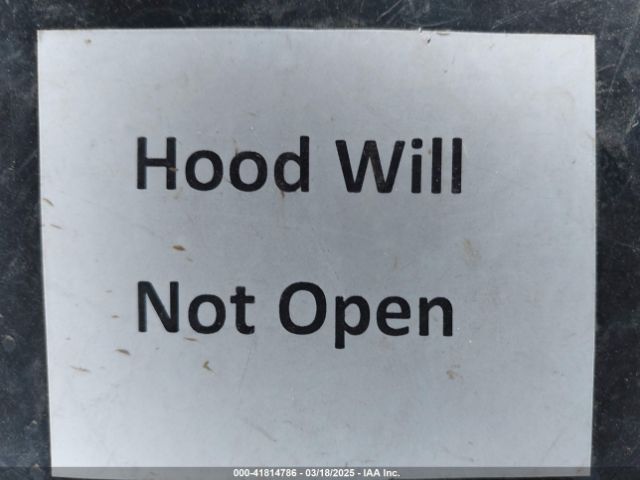 Hood Will
Not Open
000-41814786 - 03/18/2025 - IAA Inc.